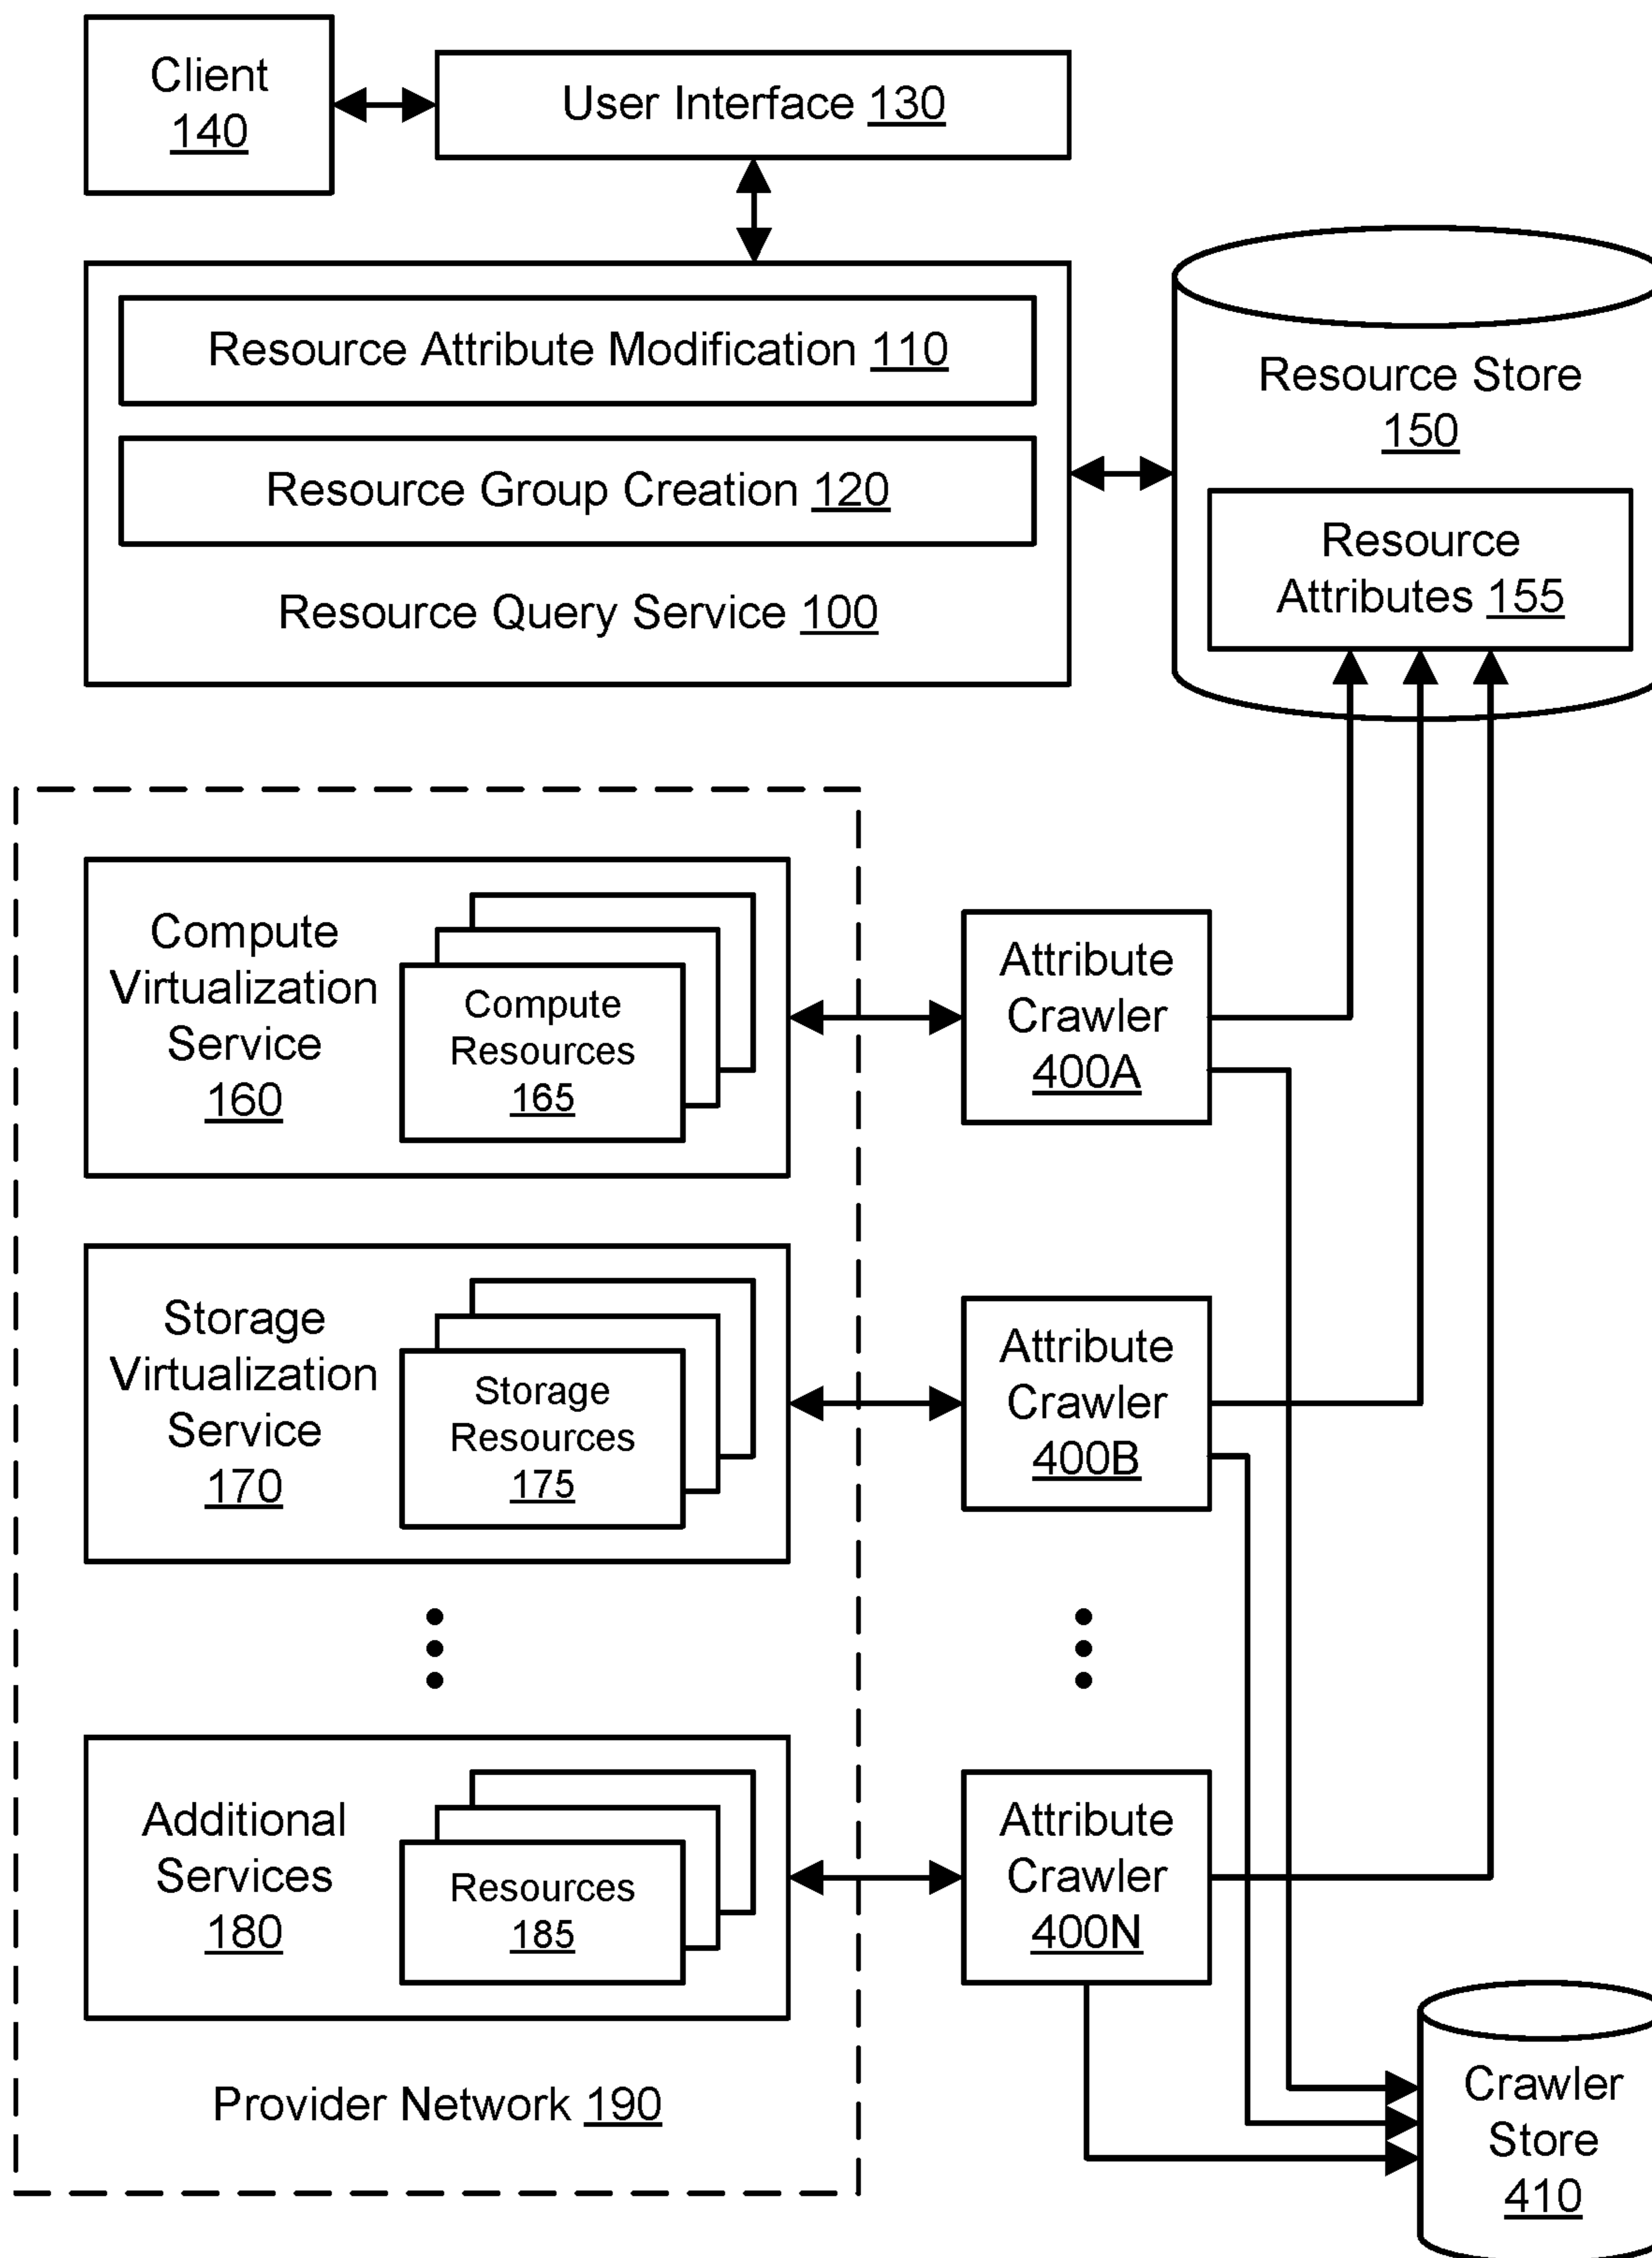 Client
140
User Interface 130
Resource Attribute Modification 110
Resource Group Creation 120
Resource Query Service 100
Resource Store
150
Resource
Attributes 155
Compute
Virtualization
Service
160
Compute
Resources
165
Attribute
Crawler
400A
Storage
Virtualization
Service
170
Storage
Resources
175
Attribute
Crawler
400B
Additional
Services
180
Resources
185
Attribute
Crawler
400N
Provider Network 190
Crawler
Store
410